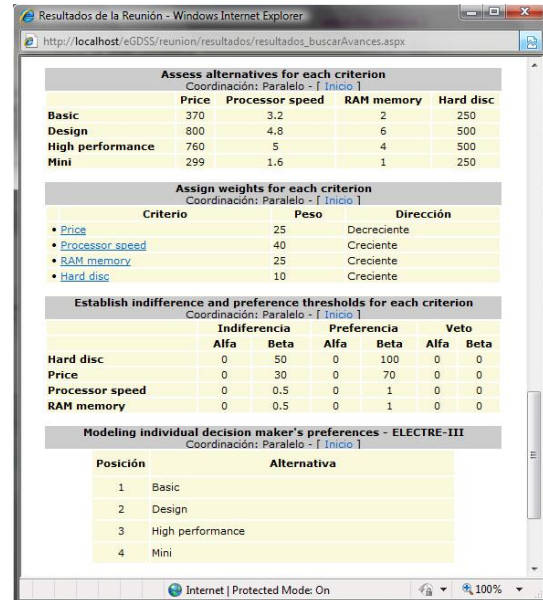 Resultados de la Reunión - Windows Internet Explorer
http://localhost/eGDSS/reunion/resultados/resultados_buscarAvances.aspx
Assess alternatives for each criterion
Coordinación: Paralelo - [ Inicio ]
Price Processor speed RAM memory Hard disc
Basic 370 3.2 2 250
Design 800 4.8 6 500
High performance 760 5 4 500
Mini 299 1.6 1 250
Assign weights for each criterion
Coordinación: Paralelo - [ Inicio ]
Criterio Peso Dirección
• Price 25 Decreciente
• Processor speed 40 Creciente
• RAM memory 25 Creciente
• Hard disc 10 Creciente
Establish indifference and preference thresholds for each criterion
Coordinación: Paralelo - [ Inicio ]
Indiferencia Preferencia Veto
Alfa Beta Alfa Beta Alfa Beta
Hard disc 0 50 0 100 0 0
Price 0 30 0 70 0 0
Processor speed 0 0.5 0 1 0 0
RAM memory 0 0.5 0 1 0 0
Modeling individual decision maker's preferences - ELECTRE-III
Coordinación: Paralelo - [ Inicio ]
Posición Alternativa
1 Basic
2 Design
3 High performance
4 Mini
Internet | Protected Mode: On 100%